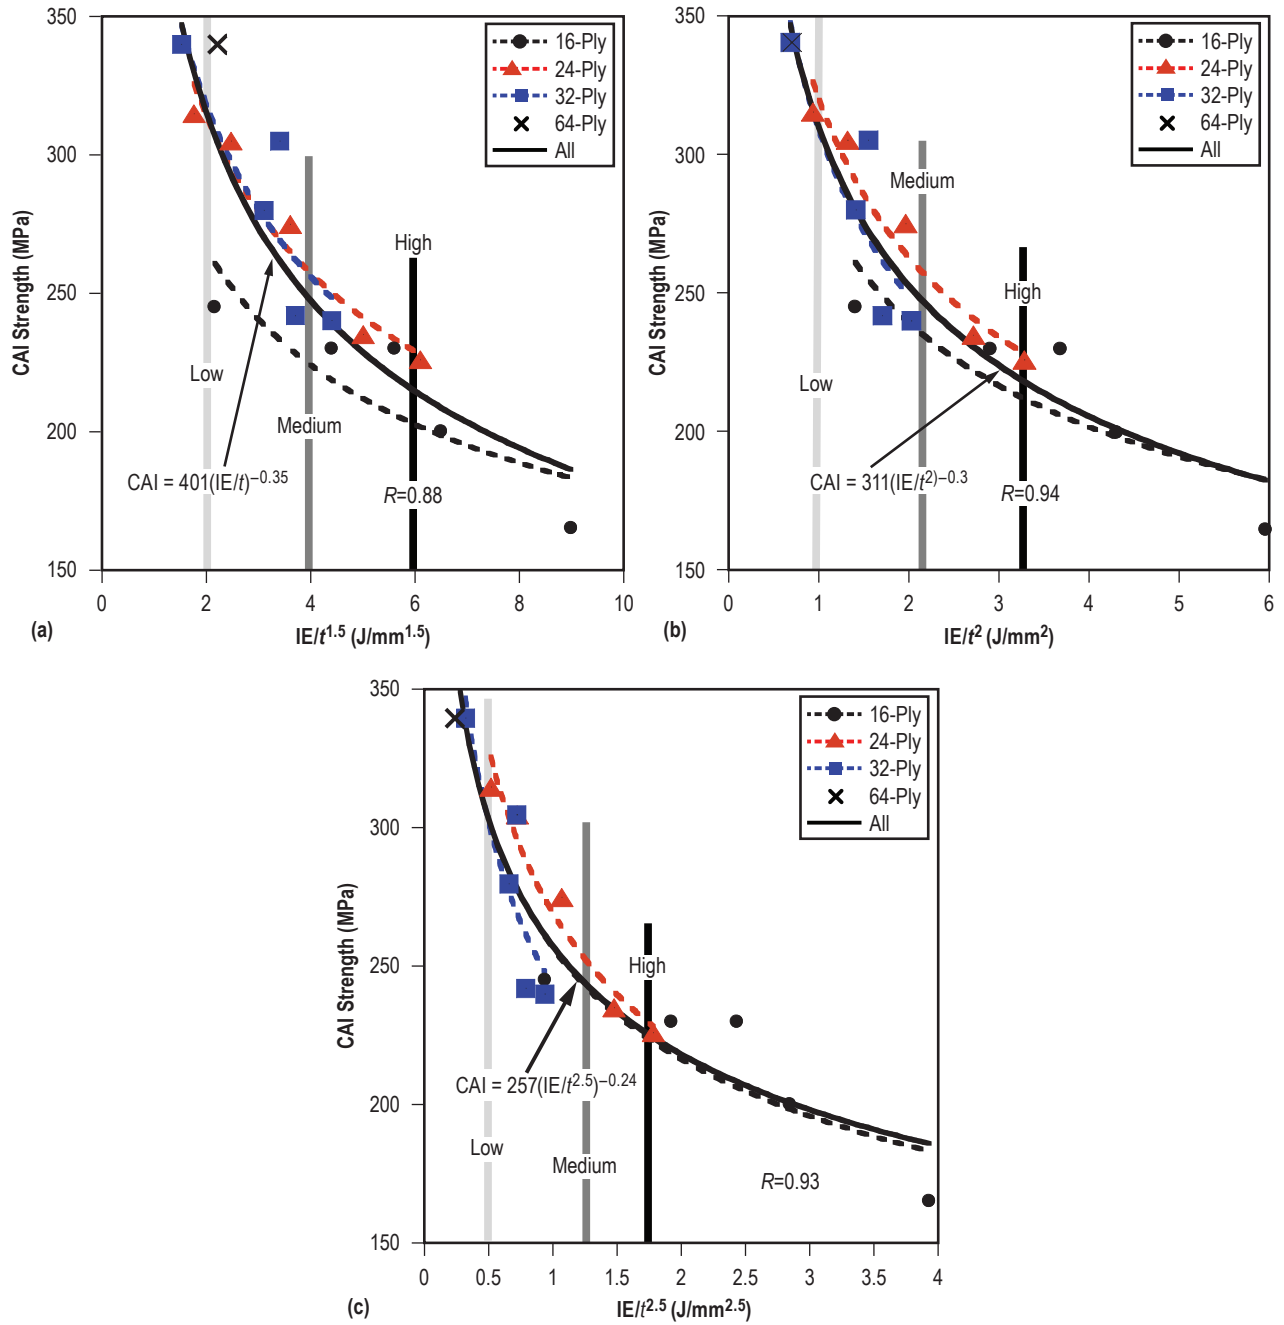 350
300
250
200
150
CAI Strength (MPa)
16-Ply
24-Ply
32-Ply
64-Ply
All
High
Low
Medium
CAI = 401(IE/t)–0.35
R=0.88
0 2 4 6 8 10
(a)
IE/t1.5 (J/mm1.5)
350
300
250
200
150
CAI Strength (MPa)
16-Ply
24-Ply
32-Ply
64-Ply
All
Medium
High
Low
CAI = 311(IE/t2)–0.3
R=0.94
0 1 2 3 4 5 6
(b)
IE/t2 (J/mm2)
350
300
250
200
150
CAI Strength (MPa)
16-Ply
24-Ply
32-Ply
64-Ply
All
High
CAI = 257(IE/t2.5)–0.24
Low
Medium
R=0.93
0 0.5 1 1.5 2 2.5 3 3.5 4
(c)
IE/t2.5 (J/mm2.5)